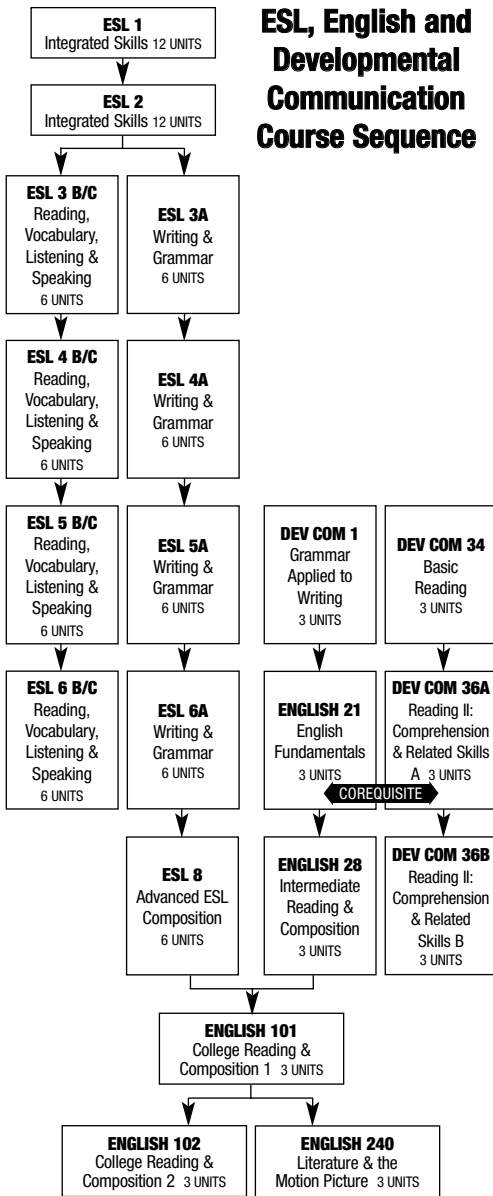 ESL, English and
Developmental
Communication
Course Sequence
ESL 1
Integrated Skills 12 UNITS
ESL 2
Integrated Skills 12 UNITS
ESL 3 B/C
Reading,
Vocabulary,
Listening &
Speaking
6 UNITS
ESL 3A
Writing &
Grammar
6 UNITS
ESL 4 B/C
Reading,
Vocabulary,
Listening &
Speaking
6 UNITS
ESL 4A
Writing &
Grammar
6 UNITS
ESL 5 B/C
Reading,
Vocabulary,
Listening &
Speaking
6 UNITS
ESL 5A
Writing &
Grammar
6 UNITS
DEV COM 1
Grammar
Applied to
Writing
3 UNITS
DEV COM 34
Basic
Reading
3 UNITS
ESL 6 B/C
Reading,
Vocabulary,
Listening &
Speaking
6 UNITS
ESL 6A
Writing &
Grammar
6 UNITS
ENGLISH 21
English
Fundamentals
3 UNITS
DEV COM 36A
Reading II:
Comprehension
& Related Skills
A 3 UNITS
COREQUISITE
ESL 8
Advanced ESL
Composition
6 UNITS
ENGLISH 28
Intermediate
Reading &
Composition
3 UNITS
DEV COM 36B
Reading II:
Comprehension
& Related
Skills B
3 UNITS
ENGLISH 101
College Reading &
Composition 1 3 UNITS
ENGLISH 102
College Reading &
Composition 2 3 UNITS
ENGLISH 240
Literature & the
Motion Picture 3 UNITS